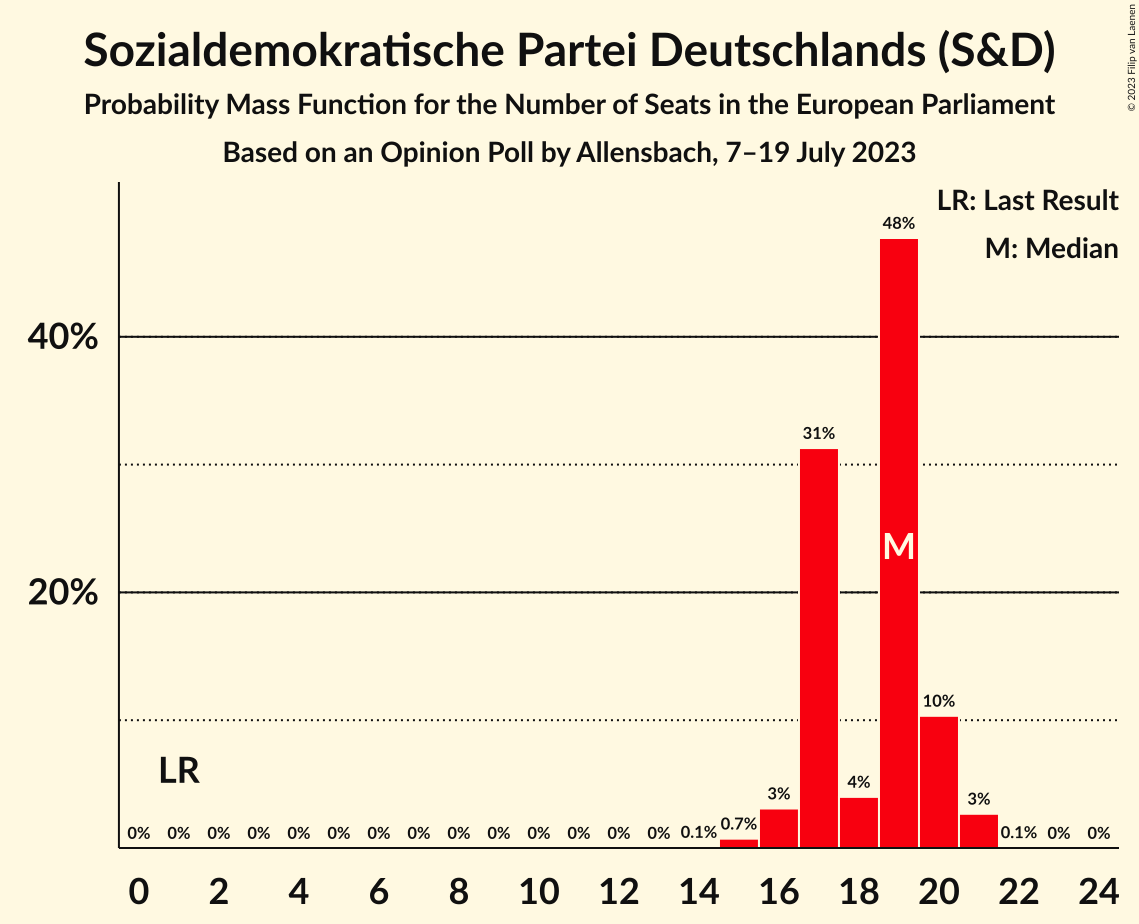 Sozialdemokratische Partei Deutschlands (S&D)
Probability Mass Function for the Number of Seats in the European Parliament
Based on an Opinion Poll by Allensbach, 7–19 July 2023
© 2023 Filip van Laenen
LR: Last Result
M: Median
48%
40%
31%
M
20%
10%
LR
3% 4% 3%
0% 0% 0% 0% 0% 0% 0% 0% 0% 0% 0% 0% 0% 0% 0.1% 0.7% 0.1% 0% 0%
0 2 4 6 8 10 12 14 16 18 20 22 24